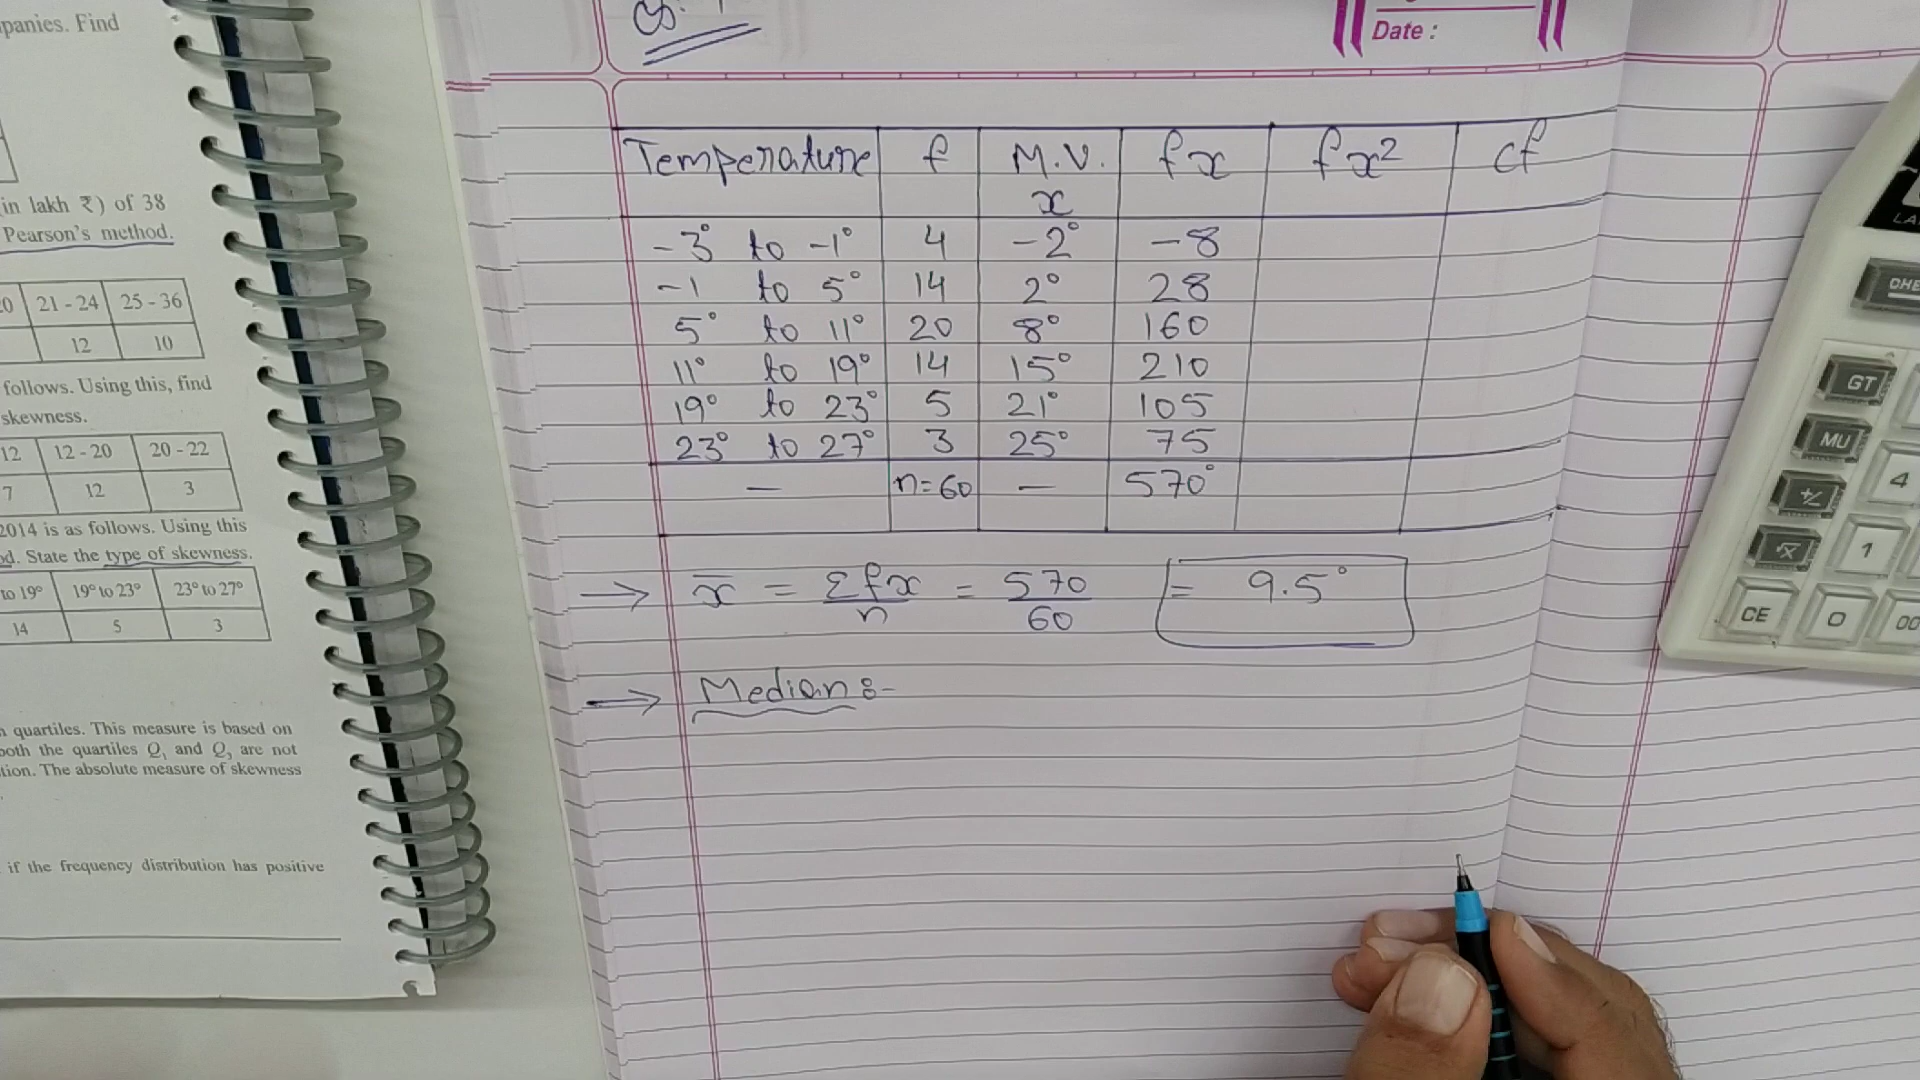 panies. Find
in lakh ₹) of 38
Pearson's method.
21 - 24 25 - 36
12 10
follows. Using this, find
skewness.
12 12 - 20 20 - 22
7 12 3
2014 is as follows. Using this
od. State the type of skewness.
to 19° 19° to 23° 23° to 27°
14 5 3
quartiles. This measure is based on
both the quartiles Q₁ and Q₃ are not
tion. The absolute measure of skewness
if the frequency distribution has positive
Date :
Temperature f M.V. x fx fx² cf
-3° to -1° 4 -2° -8
-1 to 5° 14 2° 28
5° to 11° 20 8° 160
11° to 19° 14 15° 210
19° to 23° 5 21° 105
23° to 27° 3 25° 75
— n=60 — 570°
→ x̄ = Σfx/n = 570/60 = 9.5°
→ Median :-
GT
MU
+/- 4
√x 1
CE 0 00